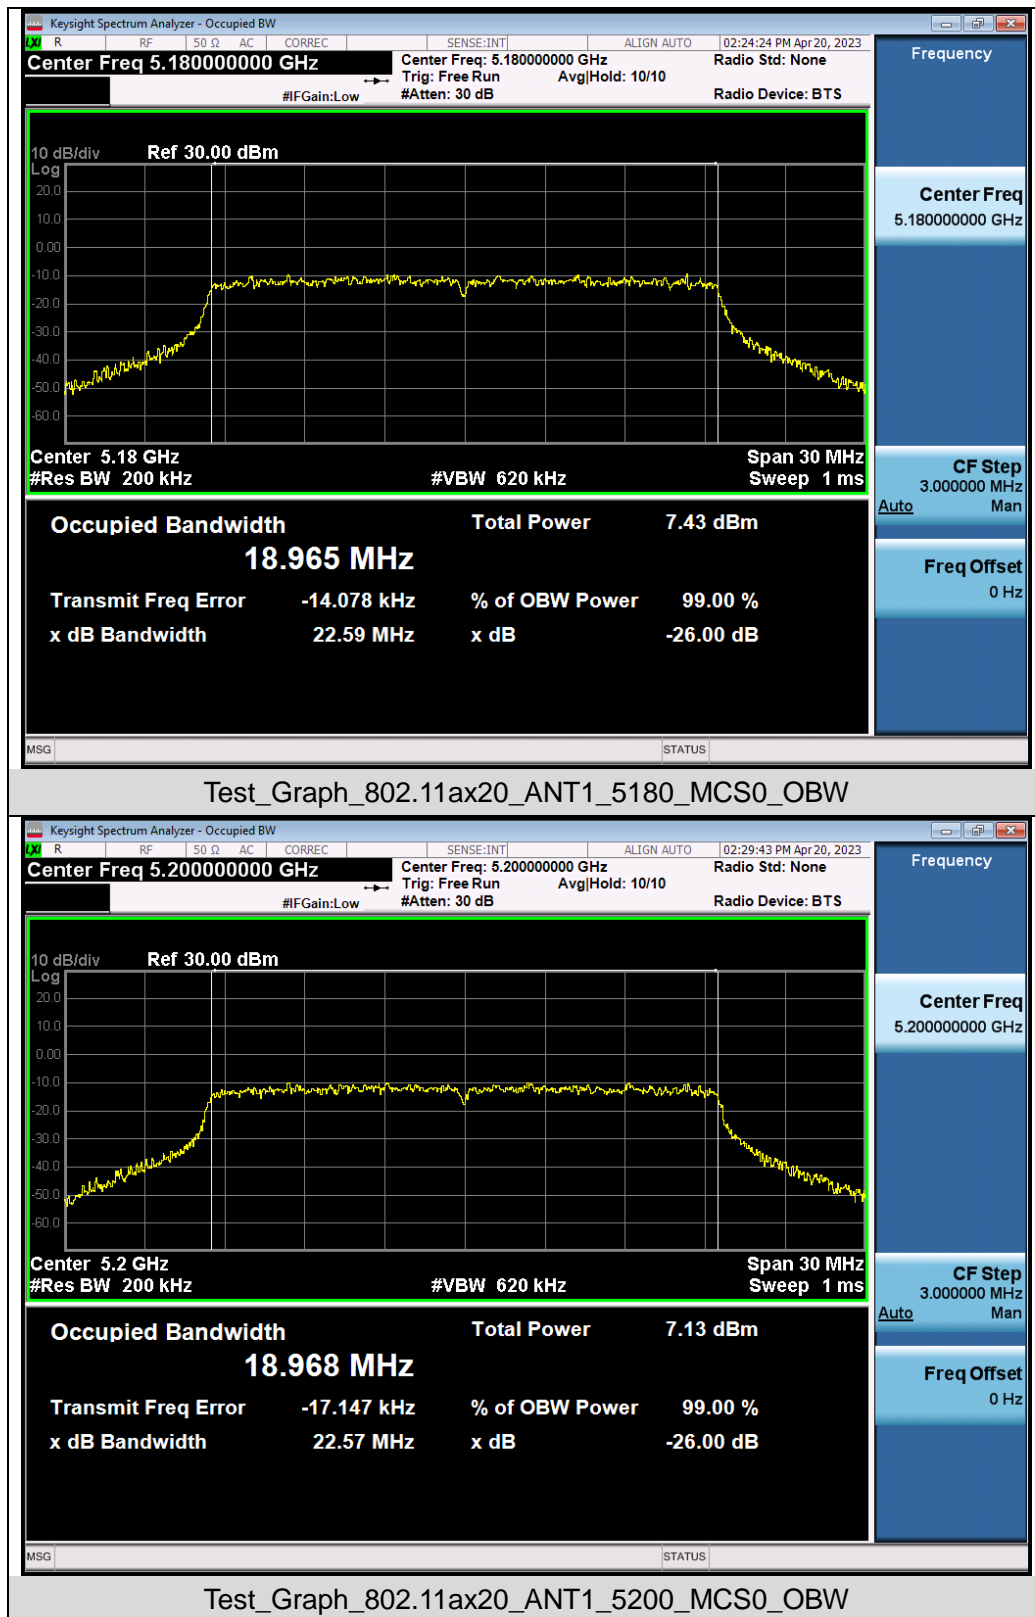 Keysight Spectrum Analyzer - Occupied BW
LXI R RF 50 Ω AC CORREC SENSE:INT ALIGN AUTO 02:24:24 PM Apr 20, 2023
Center Freq 5.180000000 GHz
Center Freq: 5.180000000 GHz
Radio Std: None
Trig: Free Run Avg|Hold: 10/10
#IFGain:Low #Atten: 30 dB
Radio Device: BTS
Frequency
10 dB/div Ref 30.00 dBm
Log
20.0
10.0
0.00
-10.0
-20.0
-30.0
-40.0
-50.0
-60.0
Center Freq
5.180000000 GHz
Center 5.18 GHz Span 30 MHz
#Res BW 200 kHz #VBW 620 kHz Sweep 1 ms
CF Step
3.000000 MHz
Auto Man
Freq Offset
0 Hz
Occupied Bandwidth Total Power 7.43 dBm
18.965 MHz
Transmit Freq Error -14.078 kHz % of OBW Power 99.00 %
x dB Bandwidth 22.59 MHz x dB -26.00 dB
MSG STATUS
Test_Graph_802.11ax20_ANT1_5180_MCS0_OBW
Keysight Spectrum Analyzer - Occupied BW
LXI R RF 50 Ω AC CORREC SENSE:INT ALIGN AUTO 02:29:43 PM Apr 20, 2023
Center Freq 5.200000000 GHz
Center Freq: 5.200000000 GHz
Radio Std: None
Trig: Free Run Avg|Hold: 10/10
#IFGain:Low #Atten: 30 dB
Radio Device: BTS
Frequency
10 dB/div Ref 30.00 dBm
Log
20.0
10.0
0.00
-10.0
-20.0
-30.0
-40.0
-50.0
-60.0
Center Freq
5.200000000 GHz
Center 5.2 GHz Span 30 MHz
#Res BW 200 kHz #VBW 620 kHz Sweep 1 ms
CF Step
3.000000 MHz
Auto Man
Freq Offset
0 Hz
Occupied Bandwidth Total Power 7.13 dBm
18.968 MHz
Transmit Freq Error -17.147 kHz % of OBW Power 99.00 %
x dB Bandwidth 22.57 MHz x dB -26.00 dB
MSG STATUS
Test_Graph_802.11ax20_ANT1_5200_MCS0_OBW